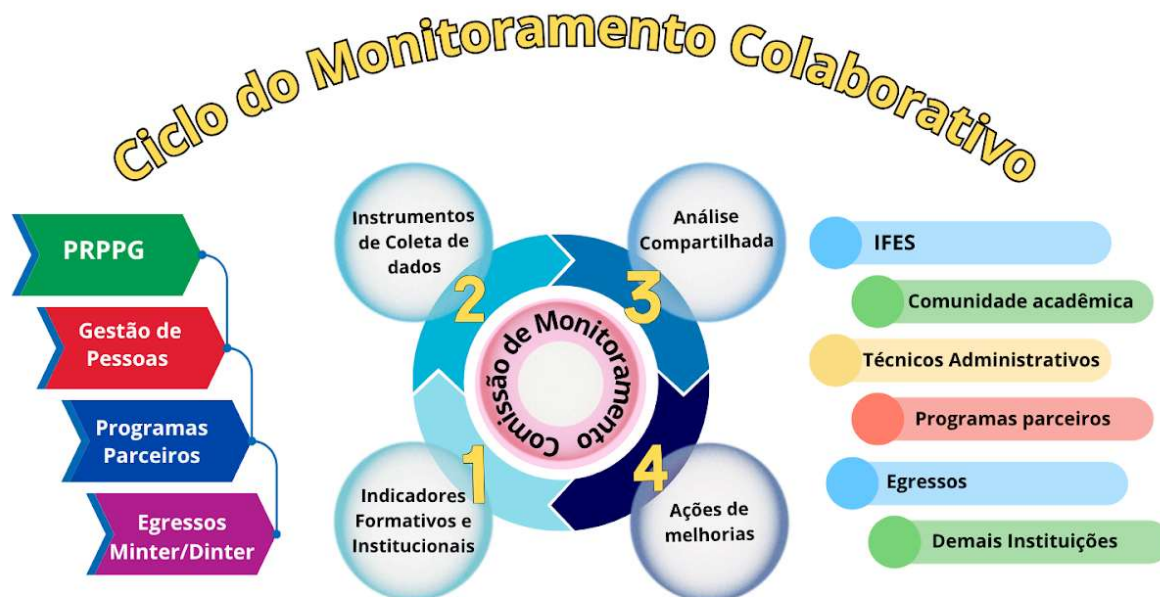 Ciclo do Monitoramento Colaborativo
PRPPG
Gestão de
Pessoas
Programas
Parceiros
Egressos
Minter/Dinter
Instrumentos
de Coleta de
dados
2
Análise
Compartilhada
3
Comissão de Monitoramento
1
Indicadores
Formativos e
Institucionais
4
Ações de
melhorias
IFES
Comunidade acadêmica
Técnicos Administrativos
Programas parceiros
Egressos
Demais Instituições